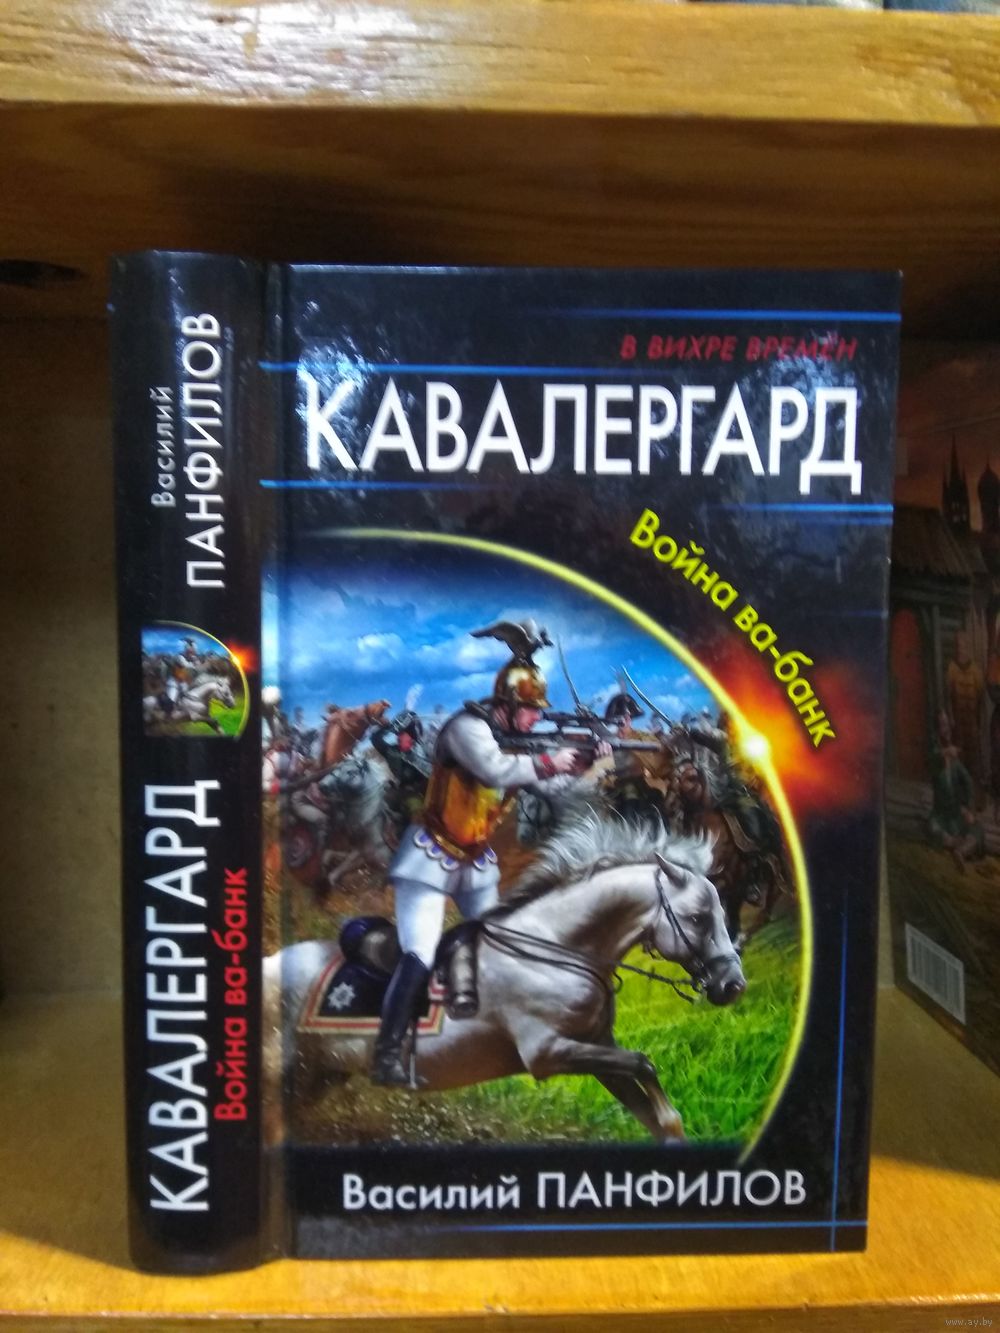 Василий
ПАНФИЛОВ
КАВАЛЕРГАРД
Война ва-банк
В ВИХРЕ ВРЕМЁН
КАВАЛЕРГАРД
Война ва-банк
Василий ПАНФИЛОВ
www.ay.by